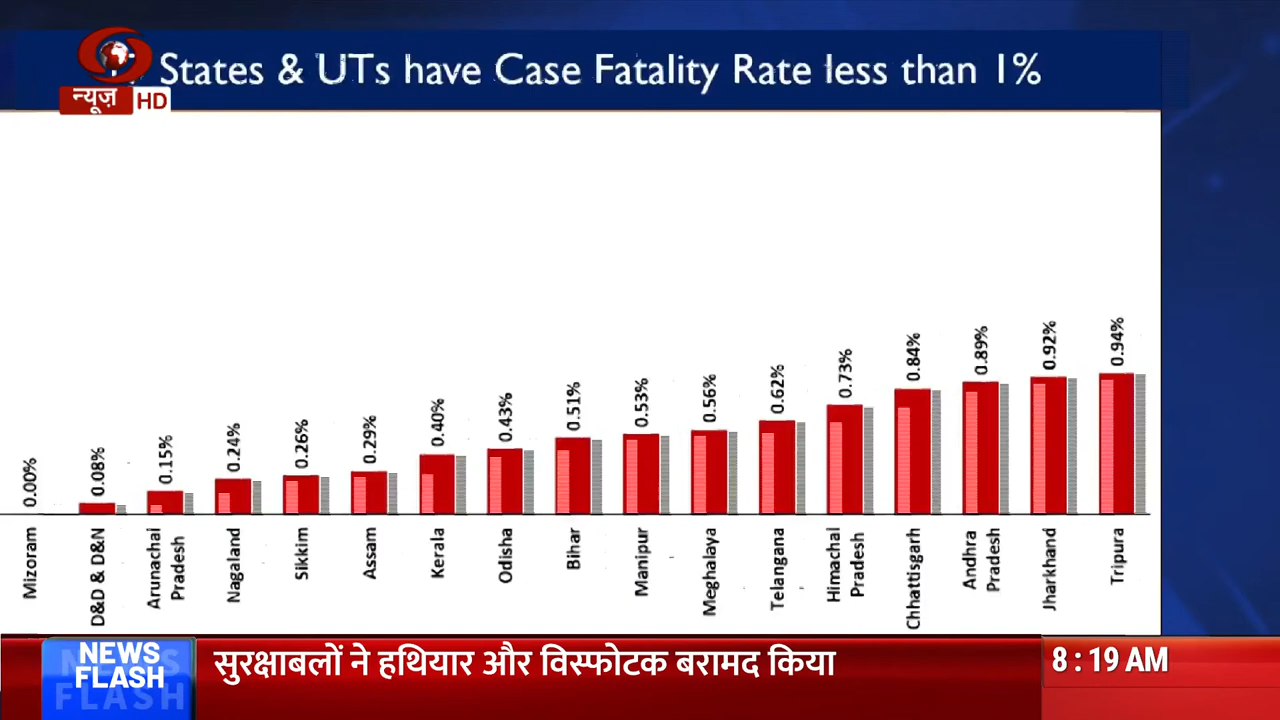 States & UTs have Case Fatality Rate less than 1%
न्यूज़ HD
0.00%
0.08%
0.15%
0.24%
0.26%
0.29%
0.40%
0.43%
0.51%
0.53%
0.56%
0.62%
0.73%
0.84%
0.89%
0.92%
0.94%
Mizoram
D&D & D&N
Arunachal
Pradesh
Nagaland
Sikkim
Assam
Kerala
Odisha
Bihar
Manipur
Meghalaya
Telangana
Himachal
Pradesh
Chhattisgarh
Andhra
Pradesh
Jharkhand
Tripura
NEWS
FLASH
सुरक्षाबलों ने हथियार और विस्फोटक बरामद किया
8:19 AM